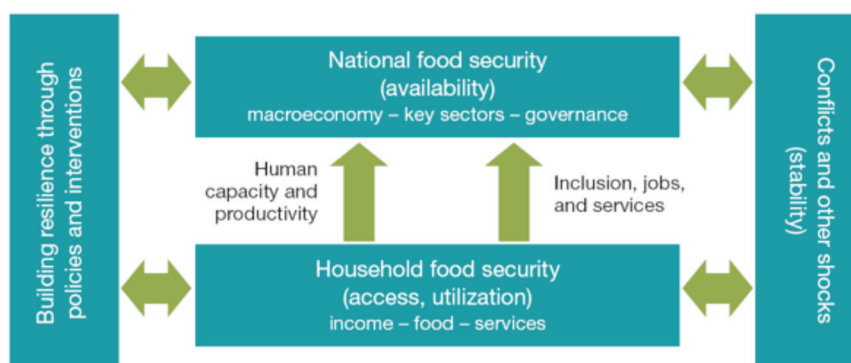 Building resilience through
policies and interventions
National food security
(availability)
macroeconomy – key sectors – governance
Human
capacity and
productivity
Inclusion, jobs,
and services
Household food security
(access, utilization)
income – food – services
Conflicts and other shocks
(stability)